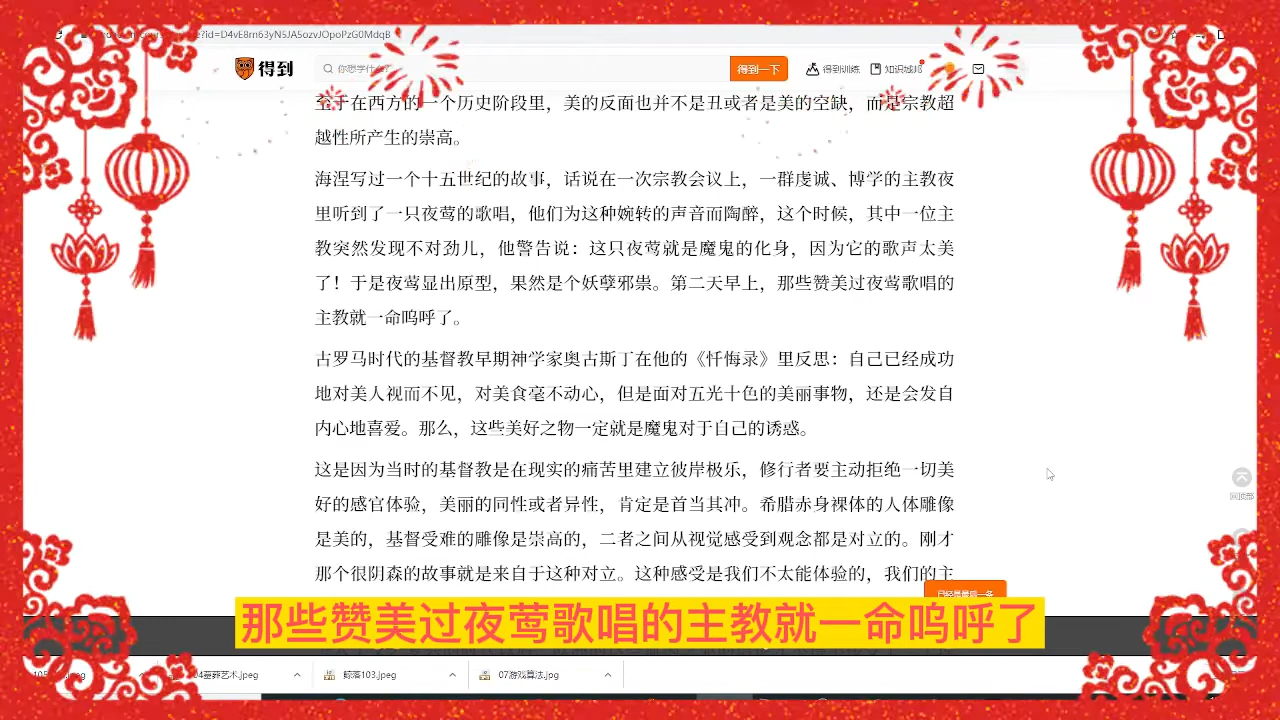 得到
你想学什么?
得到一下
得到训练
知识城邦
至于在西方的一个历史阶段里，美的反面也并不是丑或者是美的空缺，而是宗教超
越性所产生的崇高。
海涅写过一个十五世纪的故事，话说在一次宗教会议上，一群虔诚、博学的主教夜
里听到了一只夜莺的歌唱，他们为这种婉转的声音而陶醉，这个时候，其中一位主
教突然发现不对劲儿，他警告说：这只夜莺就是魔鬼的化身，因为它的歌声太美
了！于是夜莺显出原型，果然是个妖孽邪祟。第二天早上，那些赞美过夜莺歌唱的
主教就一命呜呼了。
古罗马时代的基督教早期神学家奥古斯丁在他的《忏悔录》里反思：自己已经成功
地对美人视而不见，对美食毫不动心，但是面对五光十色的美丽事物，还是会发自
内心地喜爱。那么，这些美好之物一定就是魔鬼对于自己的诱惑。
这是因为当时的基督教是在现实的痛苦里建立彼岸极乐，修行者要主动拒绝一切美
好的感官体验，美丽的同性或者异性，肯定是首当其冲。希腊赤身裸体的人体雕像
是美的，基督受难的雕像是崇高的，二者之间从视觉感受到观念都是对立的。刚才
那个很阴森的故事就是来自于这种对立。这种感受是我们不太能体验的，我们的主
回顶部
已经是最后一条
那些赞美过夜莺歌唱的主教就一命呜呼了
鲸落103.jpeg
07游戏算法.jpg